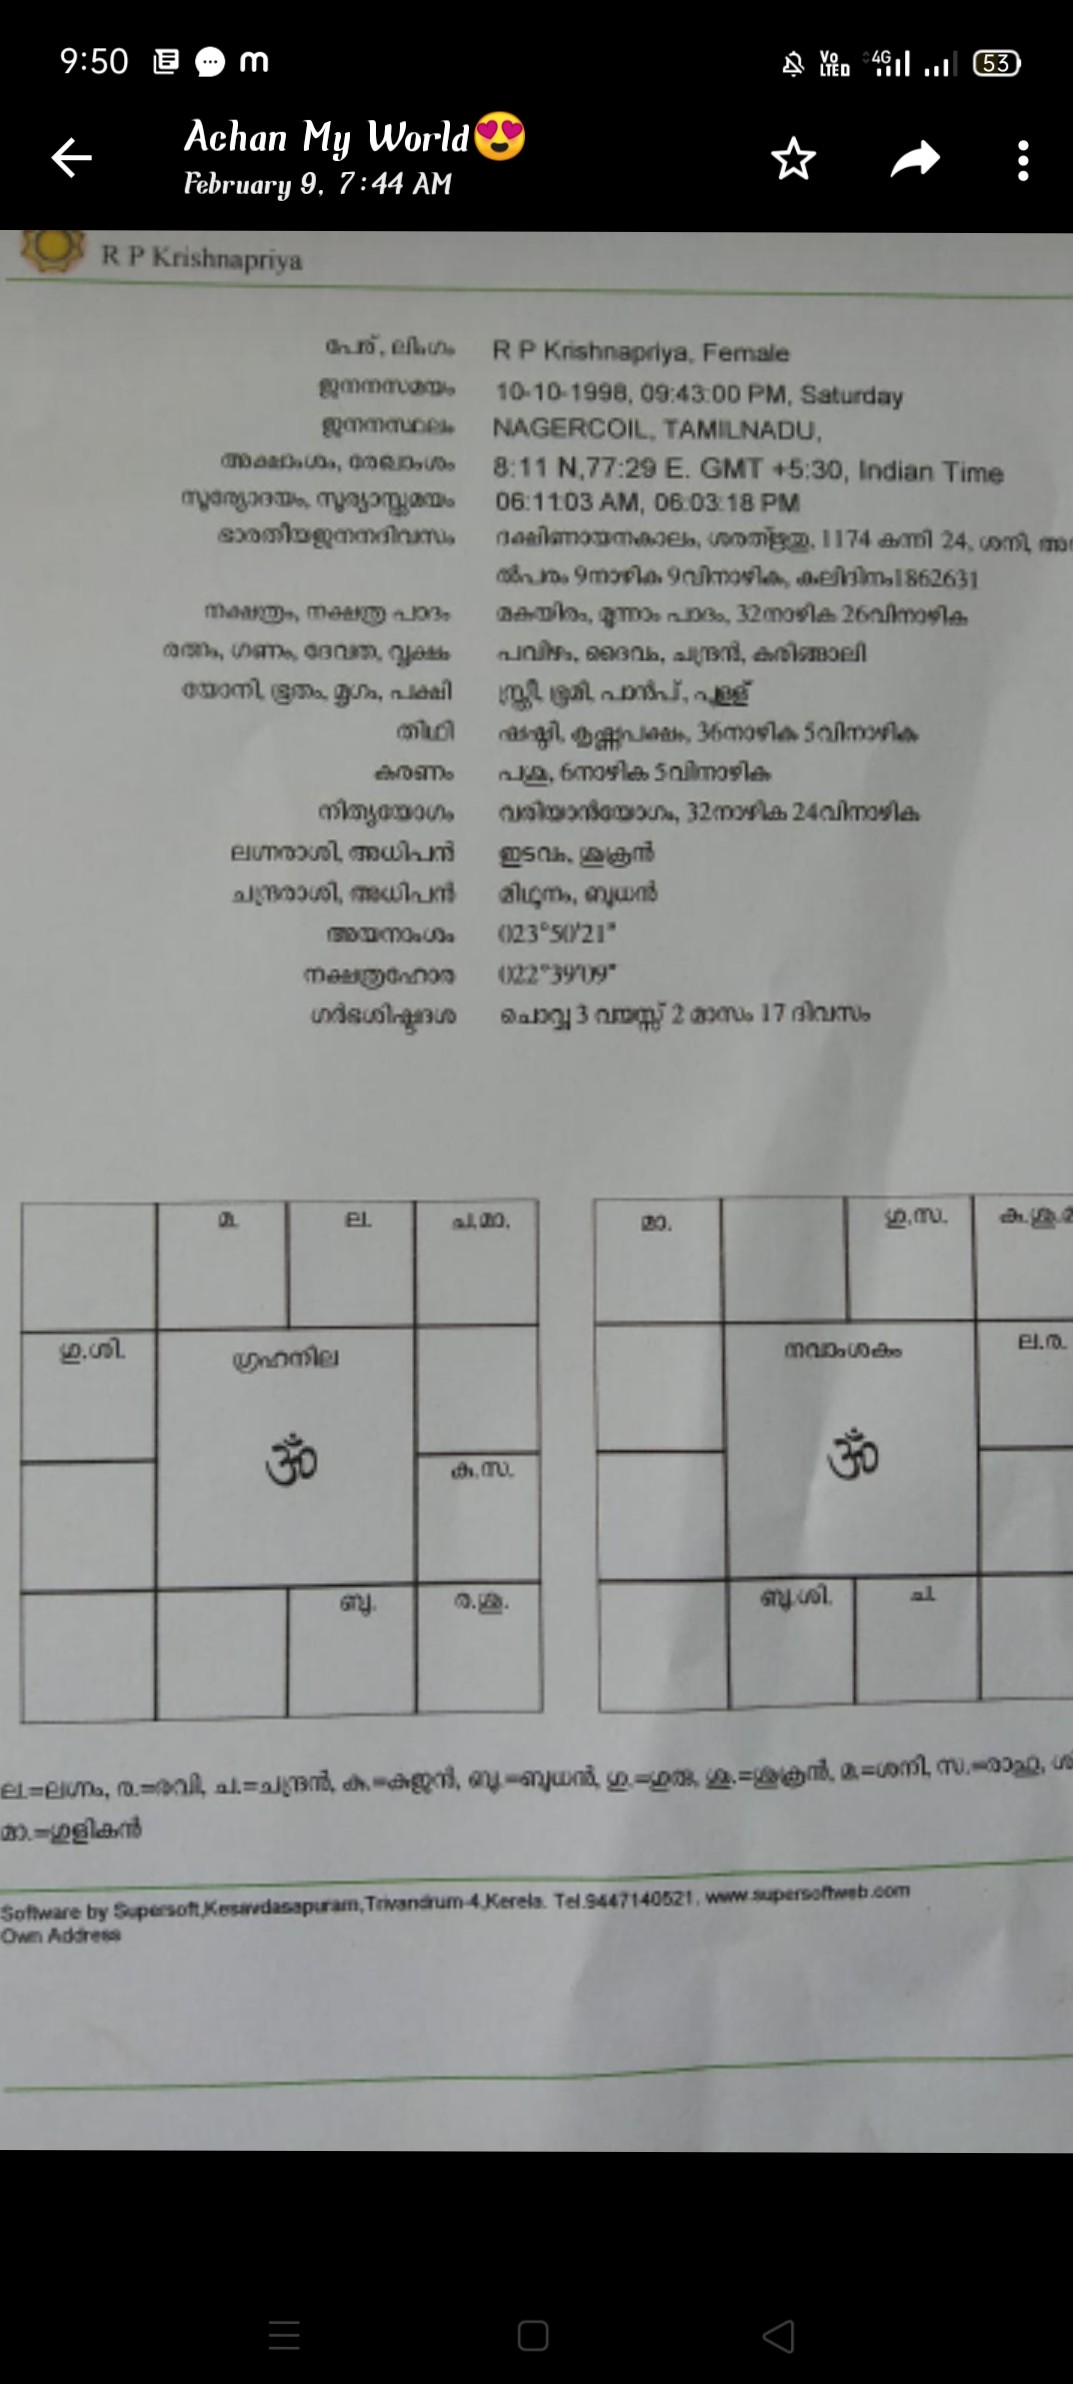 9:50 m Vo LTED 4G 53
Achan My World😍
February 9, 7:44 AM
R P Krishnapriya
പേര്, ലിംഗം R P Krishnapriya, Female
ജനനസമയം 10-10-1998, 09:43:00 PM, Saturday
ജനനസ്ഥലം NAGERCOIL, TAMILNADU,
അക്ഷാംശം, രേഖാംശം 8:11 N,77:29 E. GMT +5:30, Indian Time
സൂര്യോദയം, സൂര്യാസ്തമയം 06:11:03 AM, 06:03:18 PM
ഭാരതീയജനനദിവസം ദക്ഷിണായനകാലം, ശരത്ഋതു, 1174 കന്നി 24, ശനി,
ല്‍പരം 9നാഴിക 9വിനാഴിക, കലിദിനം1862631
നക്ഷത്രം, നക്ഷത്ര പാദം മകയിരം, മൂന്നാം പാദം, 32നാഴിക 26വിനാഴിക
രത്നം, ഗണം, ദേവത, വൃക്ഷം പവിഴം, ദൈവം, ചന്ദ്രൻ, കരിങ്ങാലി
യോനി, ഭൂതം, മൃഗം, പക്ഷി സ്ത്രീ, ഭൂമി, പാൻപ്, പുള്ള്
തിഥി ഷഷ്ഠി, കൃഷ്ണപക്ഷം, 36നാഴിക 5വിനാഴിക
കരണം പശു, 6നാഴിക 5വിനാഴിക
നിത്യയോഗം വരിയാൻയോഗം, 32നാഴിക 24വിനാഴിക
ലഗ്നരാശി, അധിപൻ ഇടവം, ശുക്രൻ
ചന്ദ്രരാശി, അധിപൻ മിഥുനം, ബുധൻ
അയനാംശം 023°50'21"
നക്ഷത്രഹോര 022°39'09"
ഗർഭശിഷ്ടദശ ചൊവ്വ 3 വയസ്സ് 2 മാസം 17 ദിവസം
മ. ല. ച.മാ. മാ. ഗു.സ. കു.ശു.മ
ഗു.ശി. ഗ്രഹനില നവാംശകം ല.ര.
ॐ ॐ
കു.സ.
ബു. ര.ശു. ബു.ശി. ച.
ല.=ലഗ്നം, ര.=രവി, ച.=ചന്ദ്രൻ, കു.=കുജൻ, ബു.=ബുധൻ, ഗു.=ഗുരു, ശു.=ശുക്രൻ, മ.=ശനി, സ.=രാഹു,
മാ.=ഗുളികൻ
Software by Supersoft,Kesavdasapuram,Trivandrum-4,Kerela. Tel.9447140521, www.supersoftweb.com
Own Address